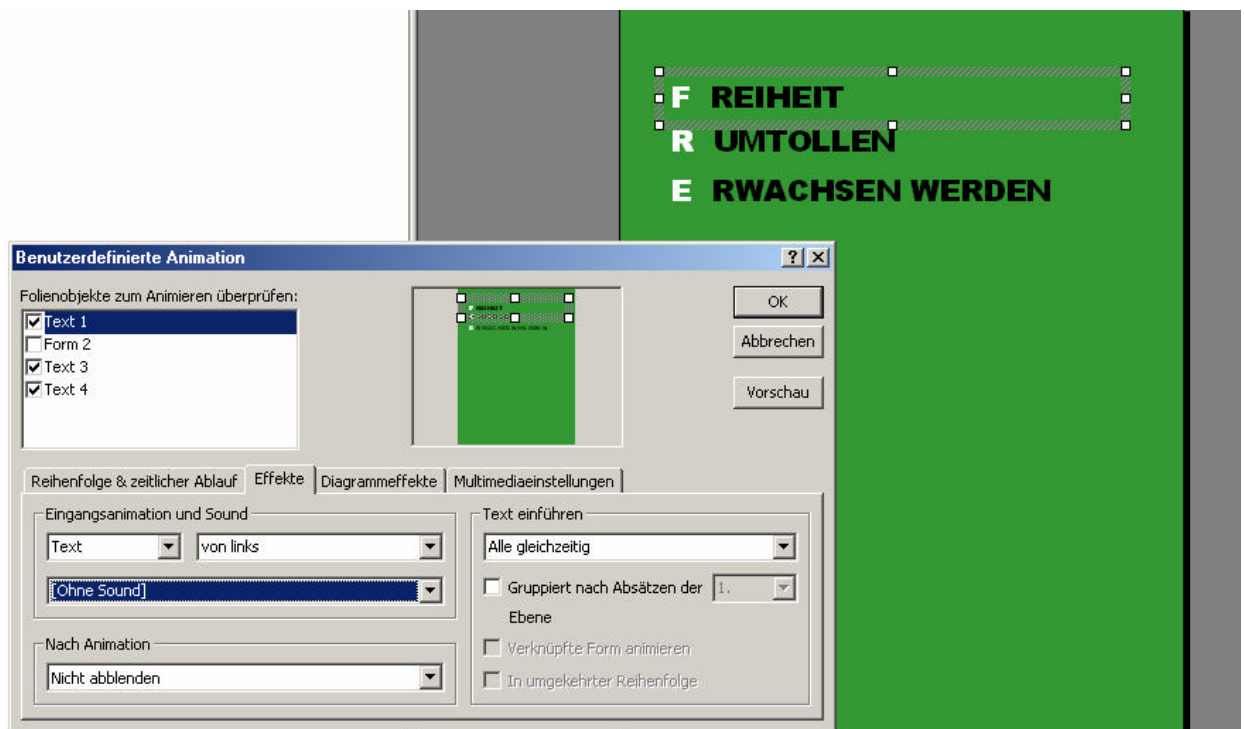 F REIHEIT
R UMTOLLEN
E RWACHSEN WERDEN
Benutzerdefinierte Animation
Folienobjekte zum Animieren überprüfen:
Text 1
Form 2
Text 3
Text 4
OK
Abbrechen
Vorschau
Reihenfolge & zeitlicher Ablauf Effekte Diagrammeffekte Multimediaeinstellungen
Eingangsanimation und Sound
Text von links
[Ohne Sound]
Nach Animation
Nicht abblenden
Text einführen
Alle gleichzeitig
Gruppiert nach Absätzen der 1.
Ebene
Verknüpfte Form animieren
In umgekehrter Reihenfolge